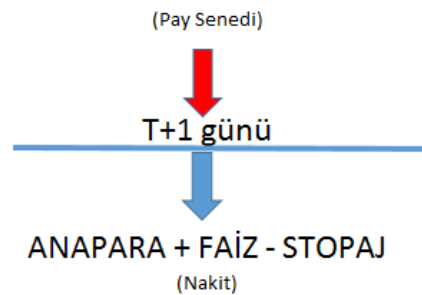 (Pay Senedi)
T+1 günü
ANAPARA + FAİZ - STOPAJ
(Nakit)